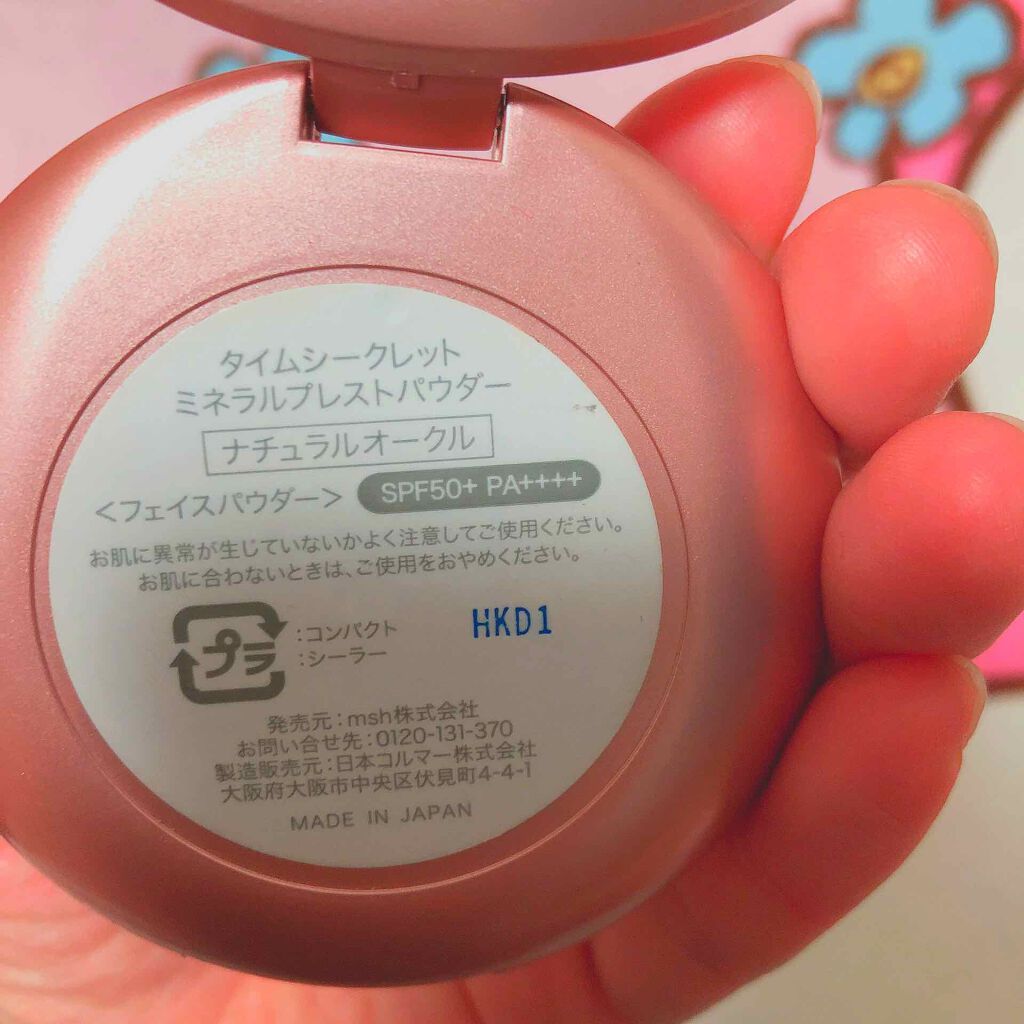 タイムシークレット
ミネラルプレストパウダー
ナチュラルオークル
<フェイスパウダー> SPF50+ PA++++
お肌に異常が生じていないかよく注意してご使用ください。
お肌に合わないときは、ご使用をおやめください。
プラ
:コンパクト
:シーラー
HKD1
発売元:msh株式会社
お問い合せ先:0120-131-370
製造販売元:日本コルマー株式会社
大阪府大阪市中央区伏見町4-4-1
MADE IN JAPAN